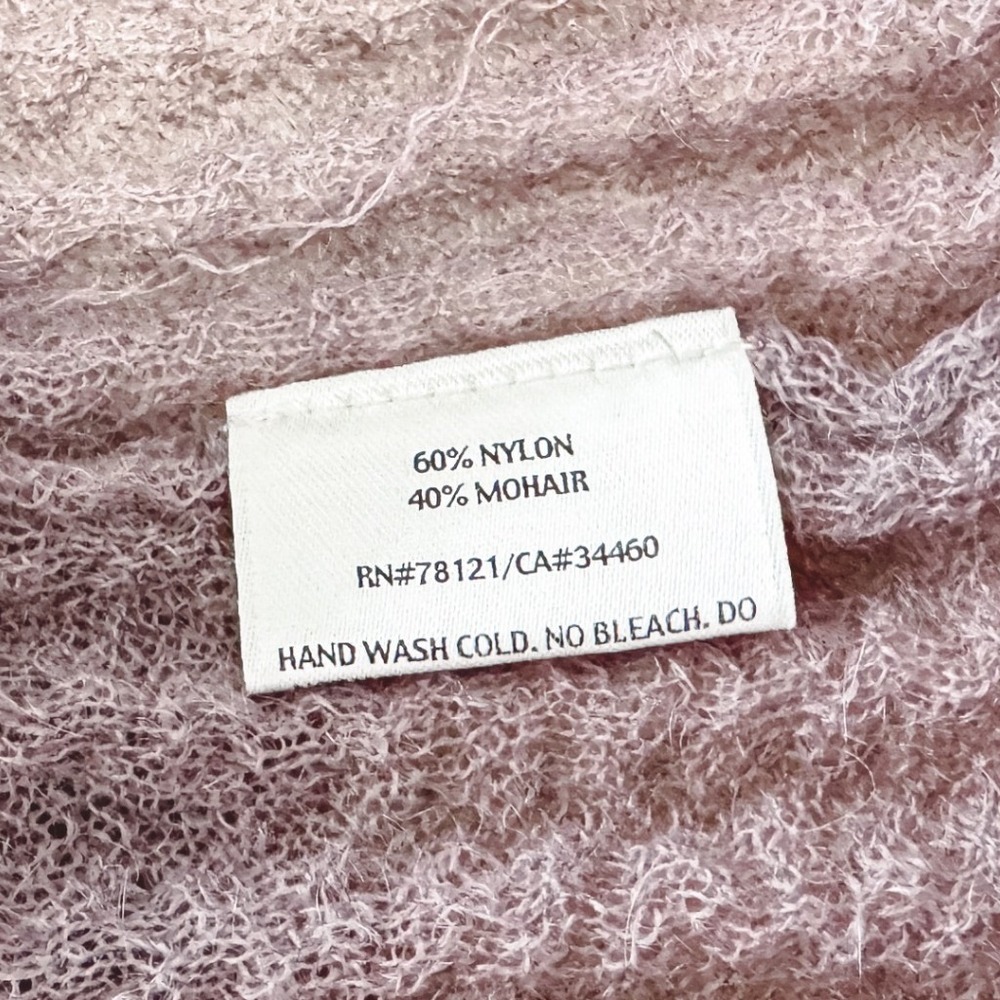 60% NYLON
40% MOHAIR
RN#78121/CA#34460
HAND WASH COLD. NO BLEACH. DO